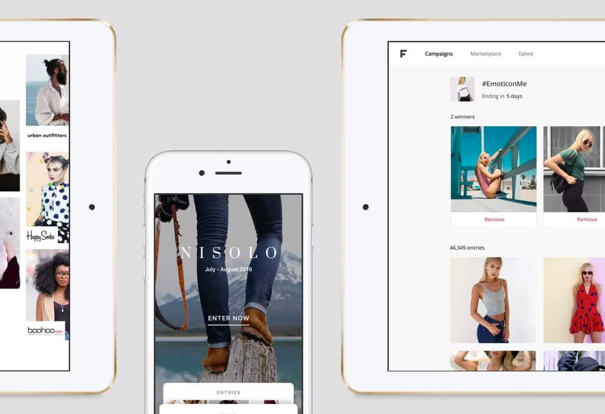 urban outfitters
Happy Socks
boohoo.com
NISOLO
July - August 2016
ENTER NOW
ENTRIES
F
Campaigns
Marketplace
Talent
#EmoticonMe
Ending in 5 days
2 winners
Remove
Remove
46,345 entries